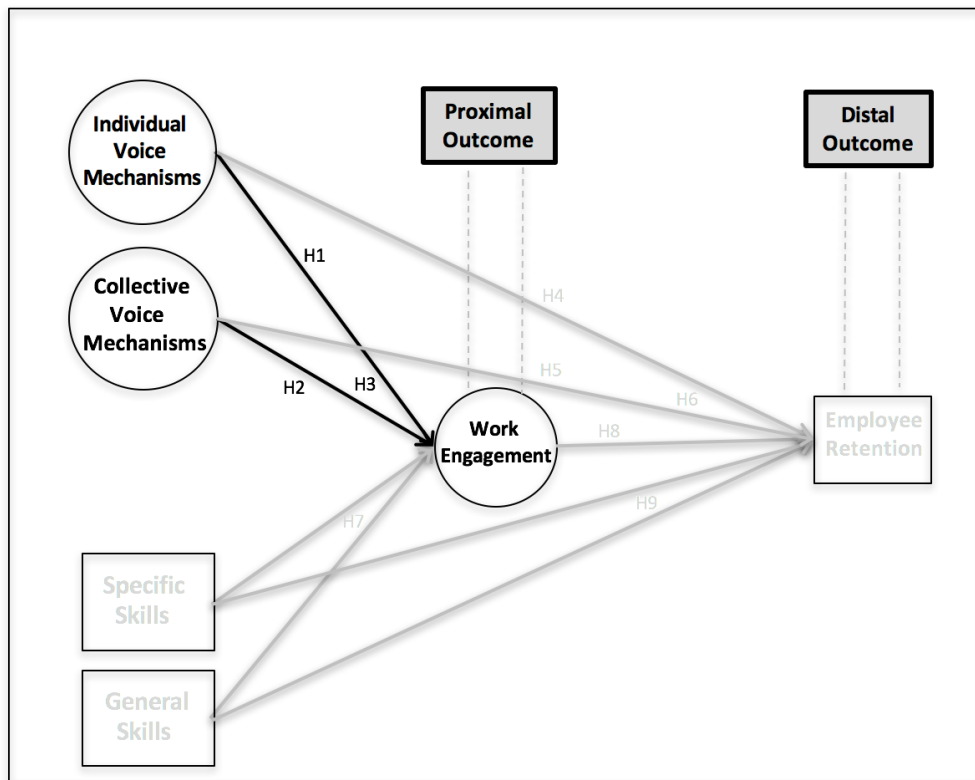 Individual
Voice
Mechanisms
Proximal
Outcome
Distal
Outcome
H1
H4
Collective
Voice
Mechanisms
H2
H3
H5
H6
Work
Engagement
H8
Employee
Retention
H7
H9
Specific
Skills
General
Skills